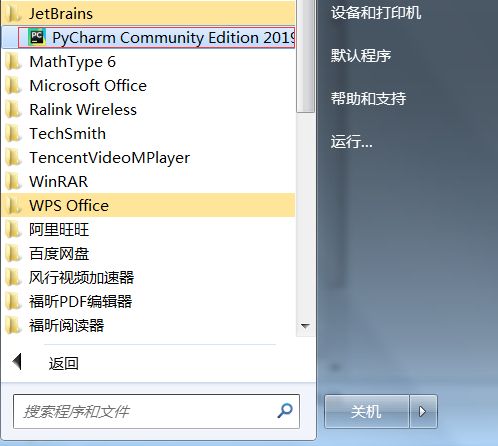 JetBrains
PyCharm Community Edition 2019
MathType 6
Microsoft Office
Ralink Wireless
TechSmith
TencentVideoMPlayer
WinRAR
WPS Office
阿里旺旺
百度网盘
风行视频加速器
福昕PDF编辑器
福昕阅读器
返回
搜索程序和文件
设备和打印机
默认程序
帮助和支持
运行...
关机